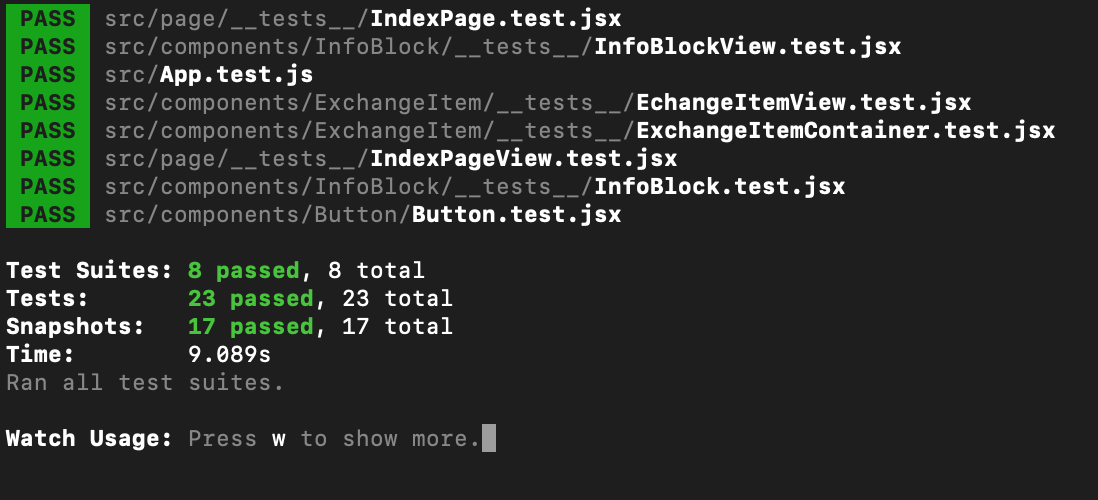 PASS src/page/__tests__/IndexPage.test.jsx
PASS src/components/InfoBlock/__tests__/InfoBlockView.test.jsx
PASS src/App.test.js
PASS src/components/ExchangeItem/__tests__/EchangeItemView.test.jsx
PASS src/components/ExchangeItem/__tests__/ExchangeItemContainer.test.jsx
PASS src/page/__tests__/IndexPageView.test.jsx
PASS src/components/InfoBlock/__tests__/InfoBlock.test.jsx
PASS src/components/Button/Button.test.jsx
Test Suites: 8 passed, 8 total
Tests: 23 passed, 23 total
Snapshots: 17 passed, 17 total
Time: 9.089s
Ran all test suites.
Watch Usage: Press w to show more.